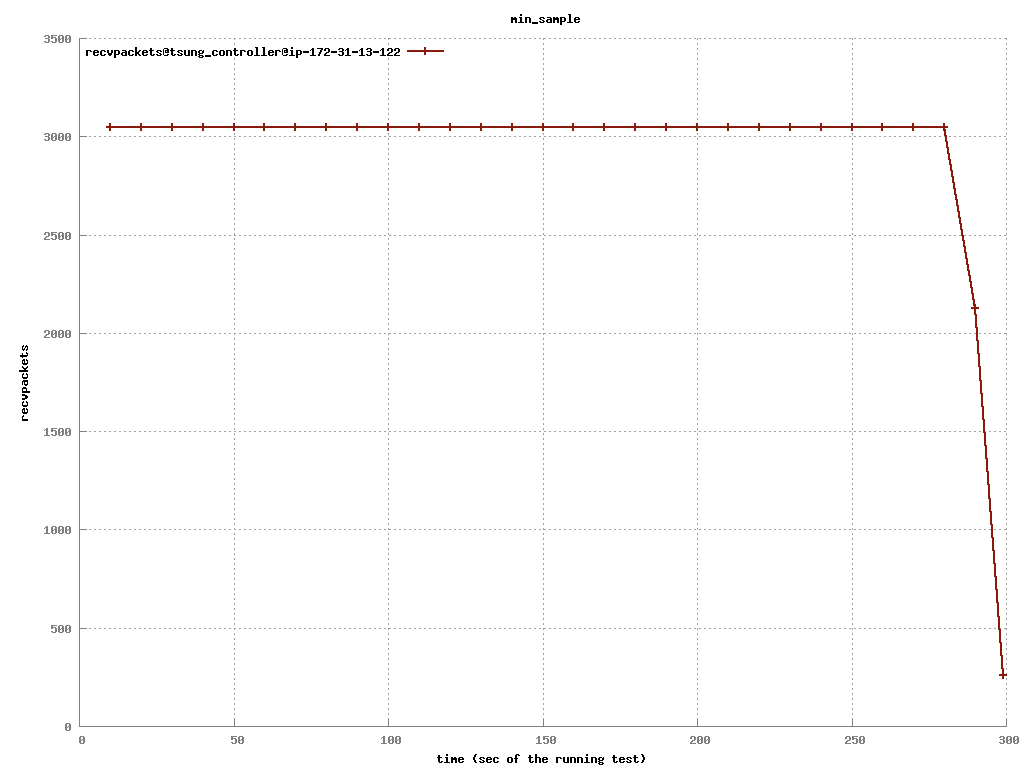 min_sample
3500
recvpackets@tsung_controller@ip-172-31-13-122
3000
2500
2000
recvpackets
1500
1000
500
0
0 50 100 150 200 250 300
time (sec of the running test)